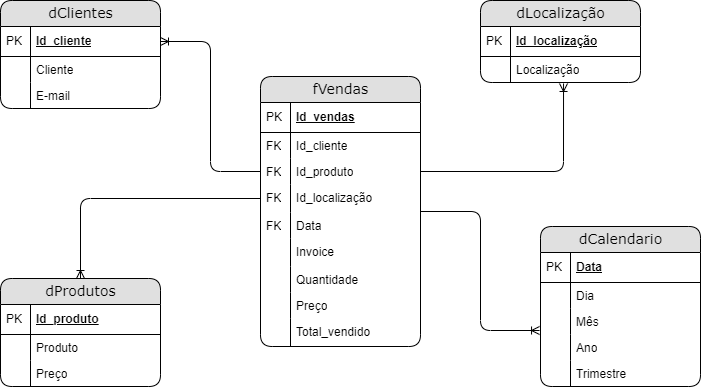 dClientes
PK Id_cliente
Cliente
E-mail
dLocalização
PK Id_localização
Localização
fVendas
PK Id_vendas
FK Id_cliente
FK Id_produto
FK Id_localização
FK Data
Invoice
Quantidade
Preço
Total_vendido
dProdutos
PK Id_produto
Produto
Preço
dCalendario
PK Data
Dia
Mês
Ano
Trimestre